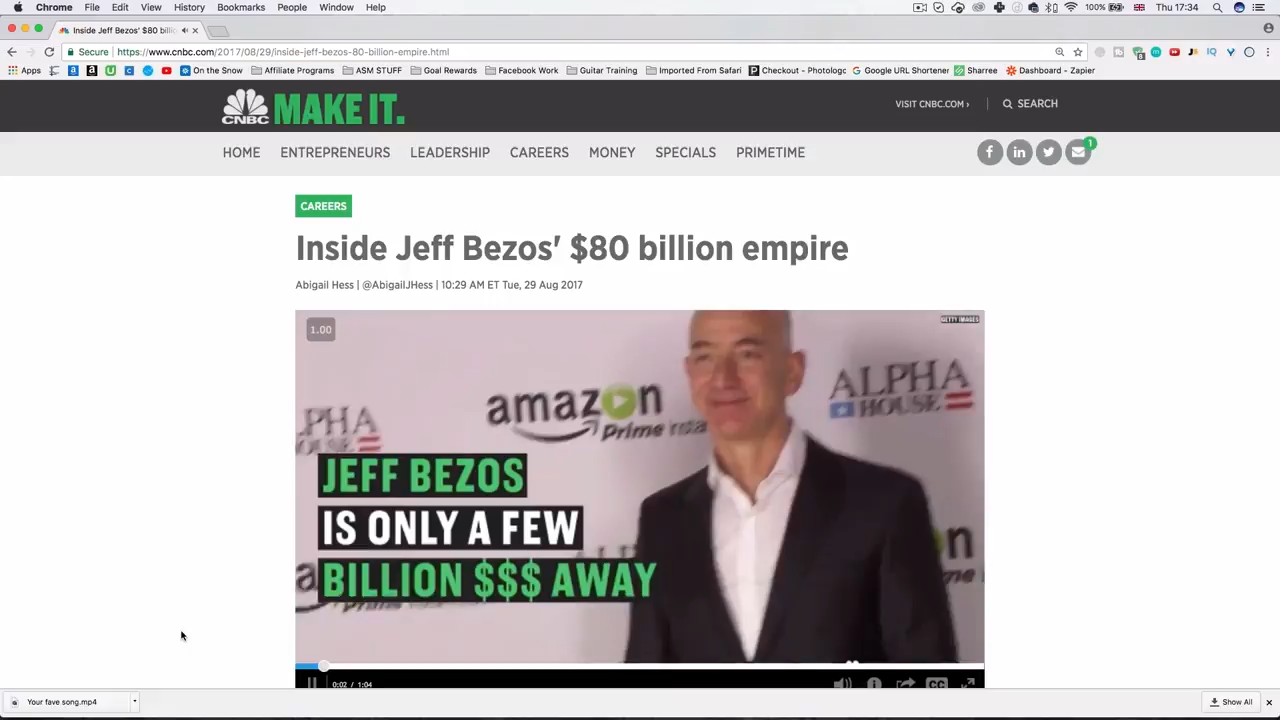 Chrome File Edit View History Bookmarks People Window Help 100% Thu 17:34
Inside Jeff Bezos' $80 billi
Secure https://www.cnbc.com/2017/08/29/inside-jeff-bezos-80-billion-empire.html
Apps On the Snow Affiliate Programs ASM STUFF Goal Rewards Facebook Work Guitar Training Imported From Safari Checkout - Photologo Google URL Shortener Sharree Dashboard - Zapier
CNBC MAKE IT. VISIT CNBC.COM › SEARCH
HOME ENTREPRENEURS LEADERSHIP CAREERS MONEY SPECIALS PRIMETIME 1
CAREERS
Inside Jeff Bezos' $80 billion empire
Abigail Hess | @AbigailJHess | 10:29 AM ET Tue, 29 Aug 2017
1.00
GETTY IMAGES
ALPHA HOUSE
amazon
Prime
JEFF BEZOS
IS ONLY A FEW
BILLION $$$ AWAY
0:02 / 1:04 CC
Your fave song.mp4 Show All